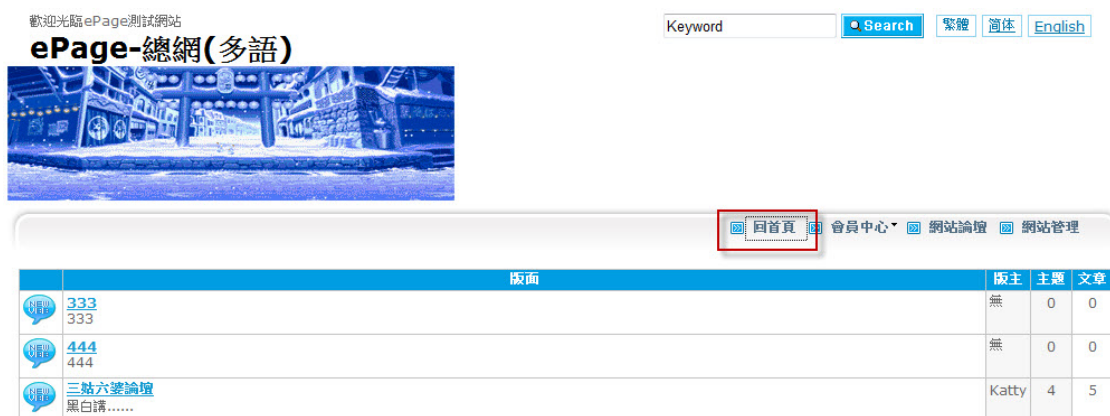 歡迎光臨ePage測試網站
ePage-總網(多語)
Keyword Search 繁體 简体 English
回首頁 會員中心 網站論壇 網站管理
版面 版主 主題 文章
333 無 0 0
333
444 無 0 0
444
三姑六婆論壇 Katty 4 5
黑白講......